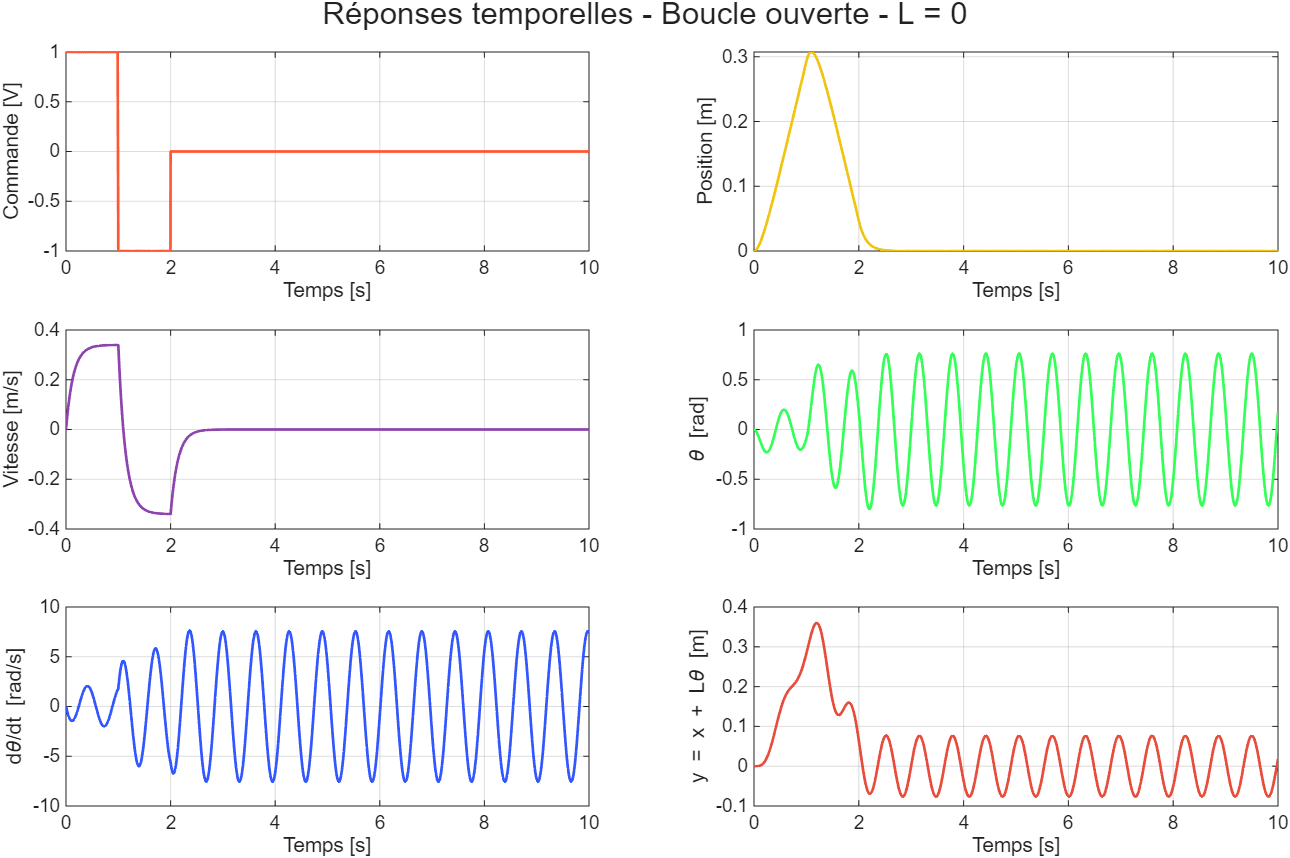 Réponses temporelles - Boucle ouverte - L = 0
Commande [V]
1
0.5
0
-0.5
-1
0 2 4 6 8 10
Temps [s]
Position [m]
0.3
0.2
0.1
0
0 2 4 6 8 10
Temps [s]
Vitesse [m/s]
0.4
0.2
0
-0.2
-0.4
0 2 4 6 8 10
Temps [s]
θ [rad]
1
0.5
0
-0.5
-1
0 2 4 6 8 10
Temps [s]
dθ/dt [rad/s]
10
5
0
-5
-10
0 2 4 6 8 10
Temps [s]
y = x + Lθ [m]
0.4
0.3
0.2
0.1
0
-0.1
0 2 4 6 8 10
Temps [s]